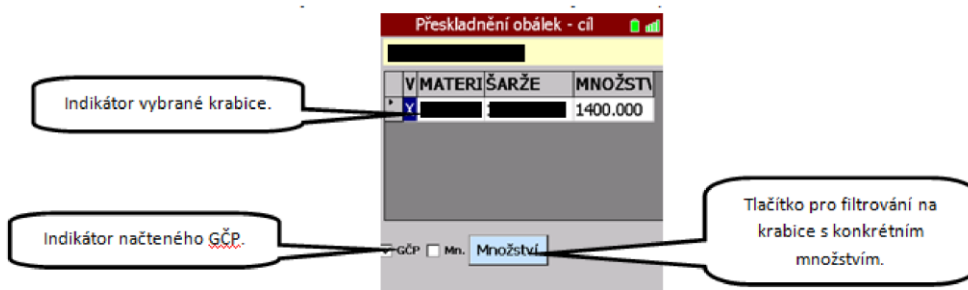 Přeskladnění obálek - cíl
V MATERI ŠARŽE MNOŽSTV
Y 1400.000
Indikátor vybrané krabice.
Indikátor načteného GČP.
GČP Mn. Množství
Tlačítko pro filtrování na
krabice s konkrétním
množstvím.